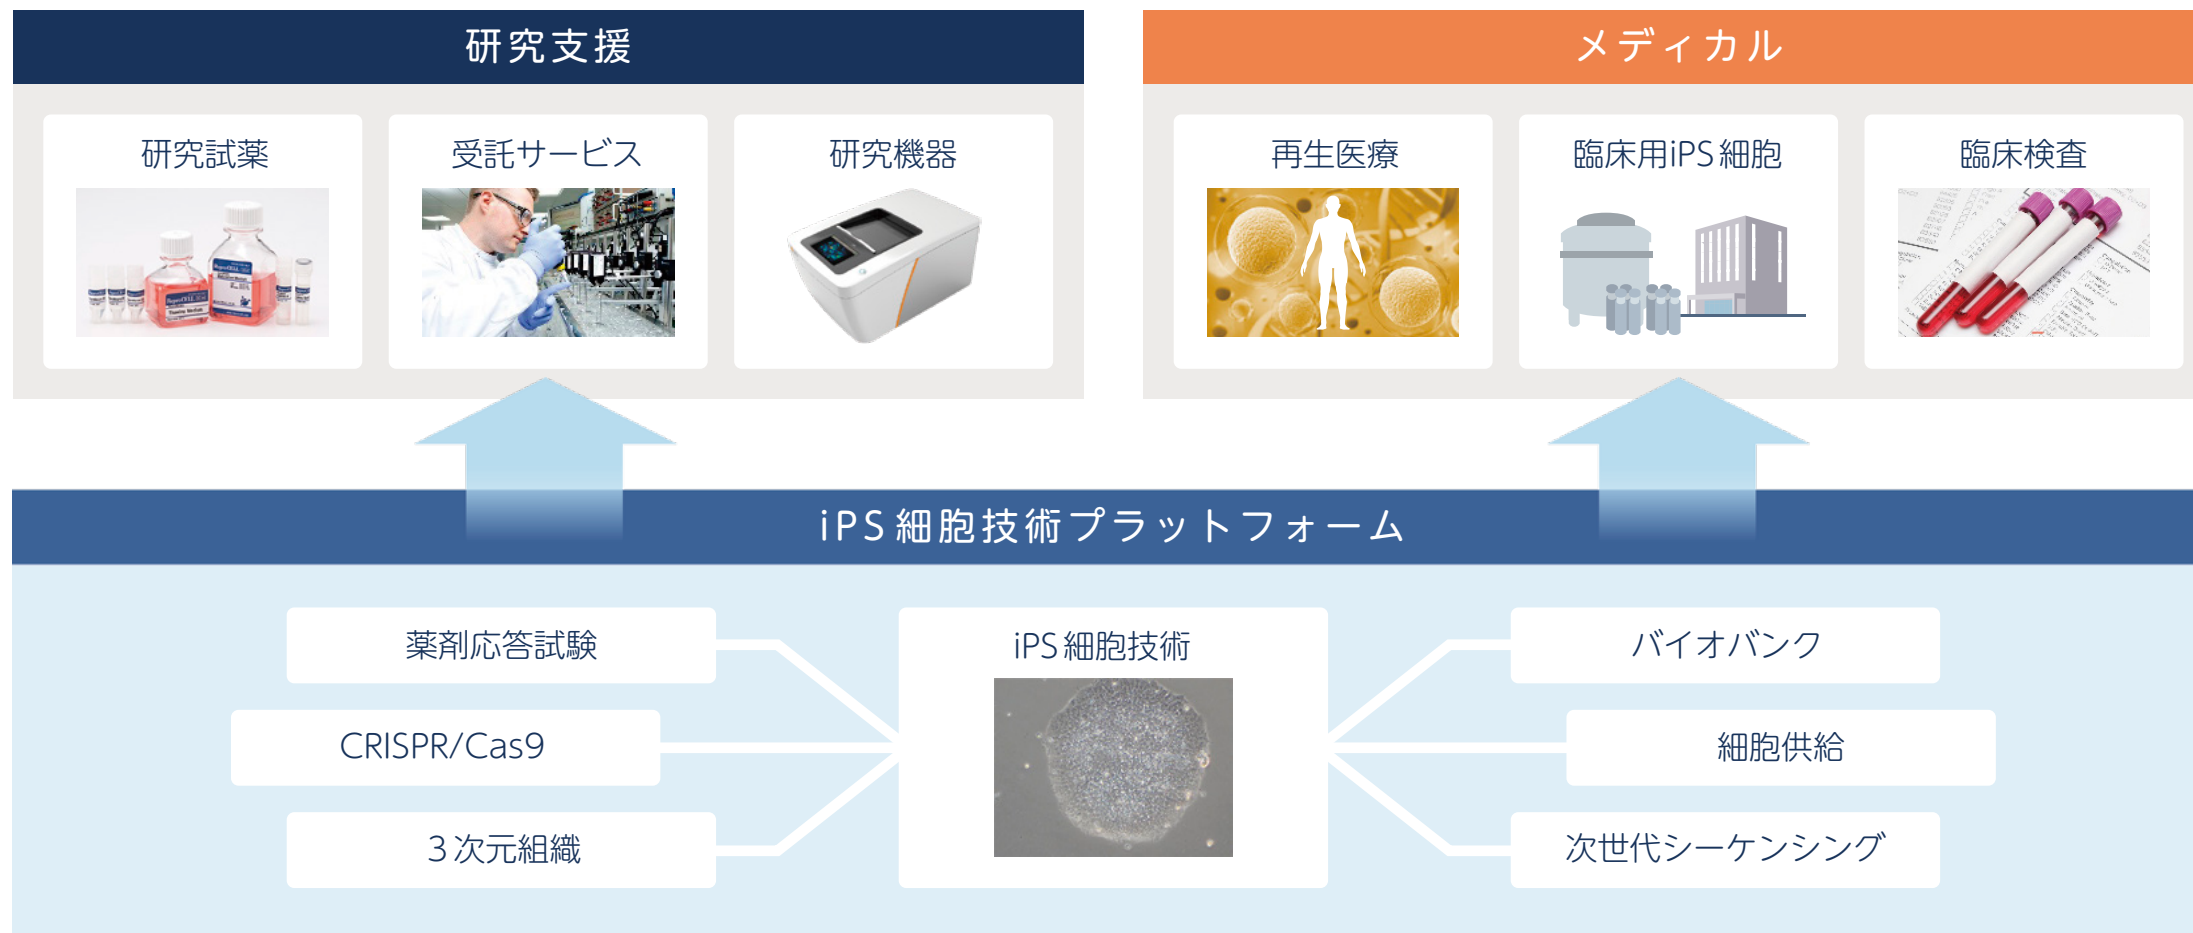 研究支援
研究試薬
受託サービス
研究機器
ReproCELL
ReproCELL
メディカル
再生医療
臨床用iPS細胞
臨床検査
iPS細胞技術プラットフォーム
薬剤応答試験
CRISPR/Cas9
3次元組織
iPS細胞技術
バイオバンク
細胞供給
次世代シーケンシング